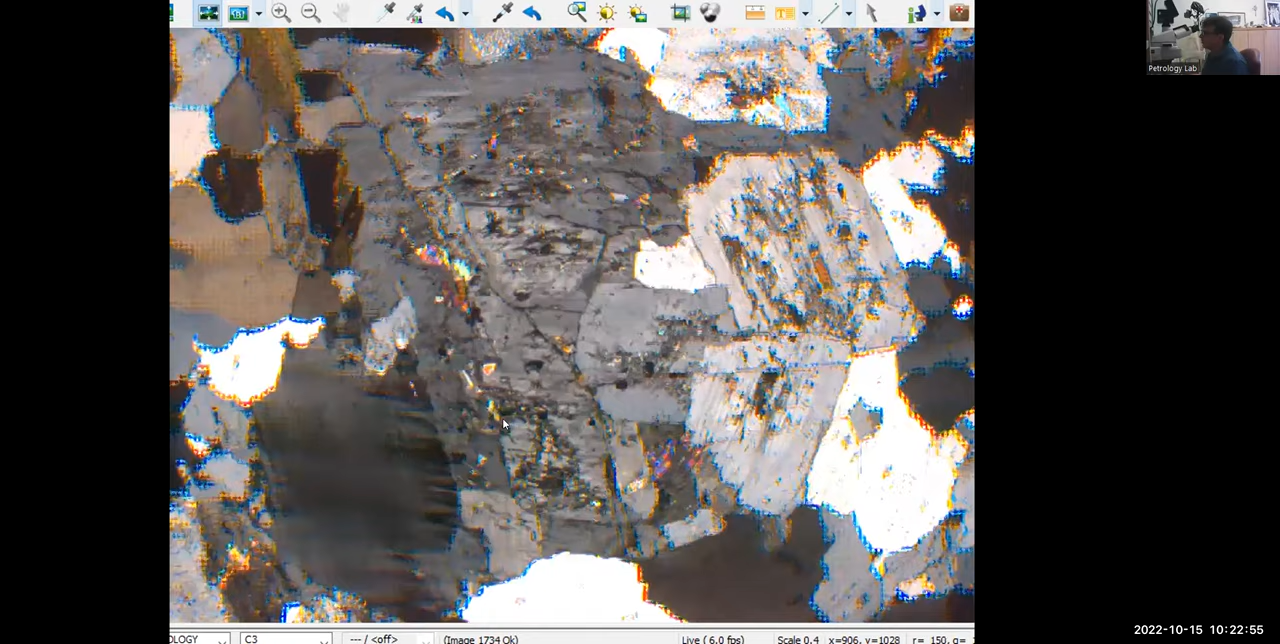 Petrology Lab
2022-10-15 10:22:55
OLOGY C3 --- / <off> (Image 1734 Ok) Live ( 6.0 fps) Scale 0.4 x=906, y=1028 r= 150, g=